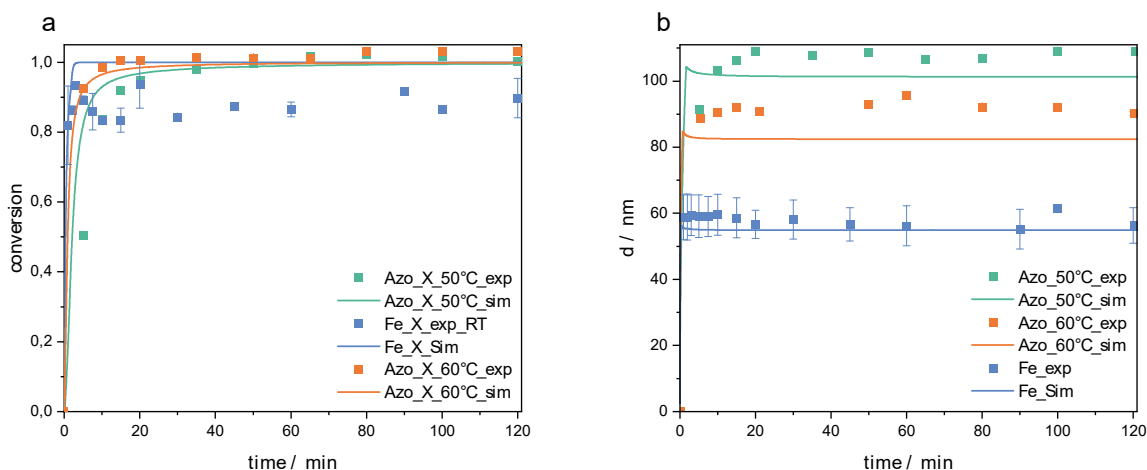 a
conversion
1,0
0,8
0,6
0,4
0,2
0,0
Azo_X_50°C_exp
Azo_X_50°C_sim
Fe_X_exp_RT
Fe_X_Sim
Azo_X_60°C_exp
Azo_X_60°C_sim
0 20 40 60 80 100 120
time / min
b
d / nm
100
80
60
40
20
0
Azo_50°C_exp
Azo_50°C_sim
Azo_60°C_exp
Azo_60°C_sim
Fe_exp
Fe_Sim
0 20 40 60 80 100 120
time / min